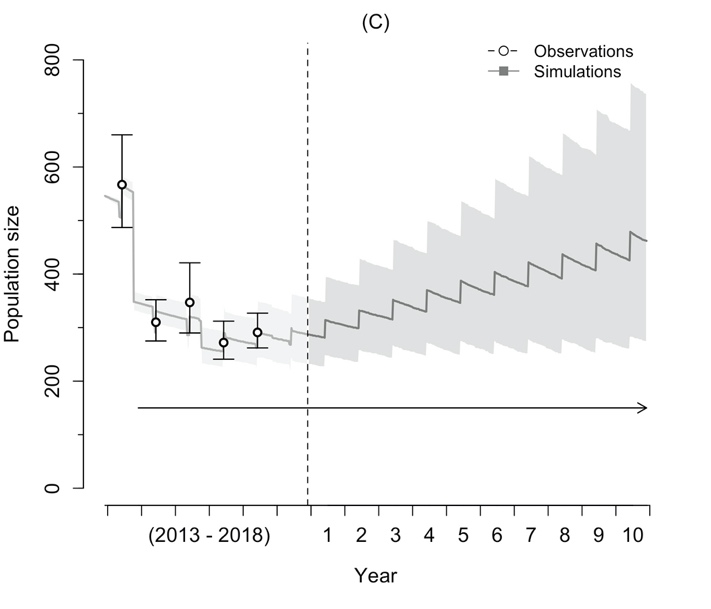 (C)
Observations
Simulations
800
600
400
200
0
Population size
(2013 - 2018) 1 2 3 4 5 6 7 8 9 10
Year